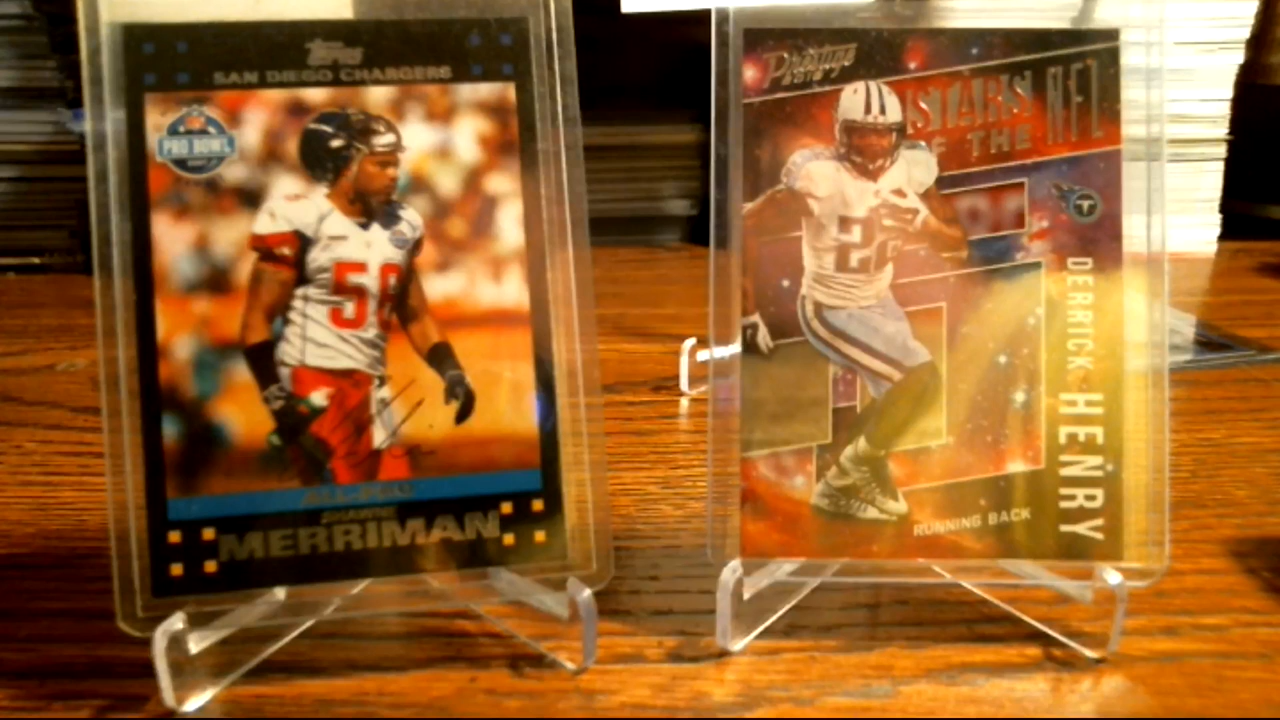 Topps
SAN DIEGO CHARGERS
PRO BOWL
56
ALL-PRO
SHAWNE
MERRIMAN
Prestige
STARS
OF THE NFL
22
T
DERRICK HENRY
RUNNING BACK